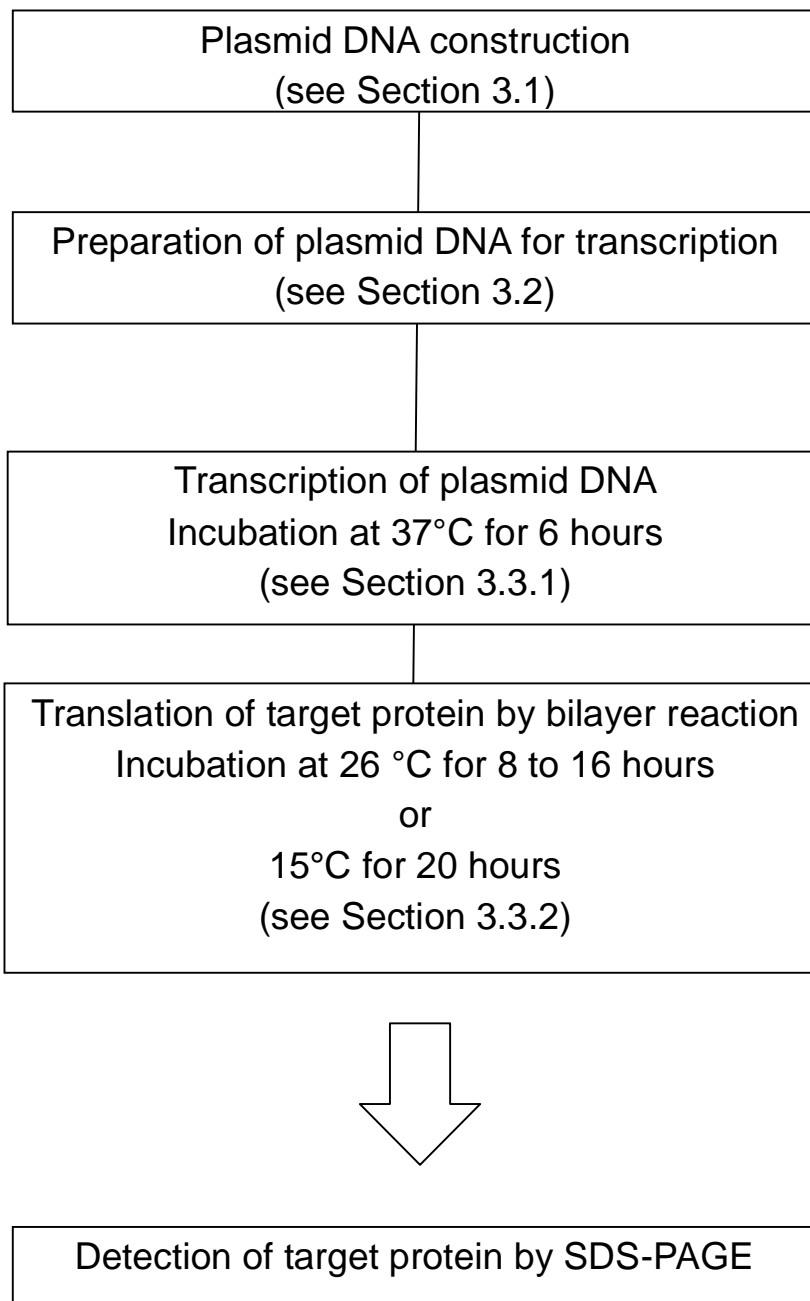 Plasmid DNA construction
(see Section 3.1)
Preparation of plasmid DNA for transcription
(see Section 3.2)
Transcription of plasmid DNA
Incubation at 37°C for 6 hours
(see Section 3.3.1)
Translation of target protein by bilayer reaction
Incubation at 26 °C for 8 to 16 hours
or
15°C for 20 hours
(see Section 3.3.2)
Detection of target protein by SDS-PAGE